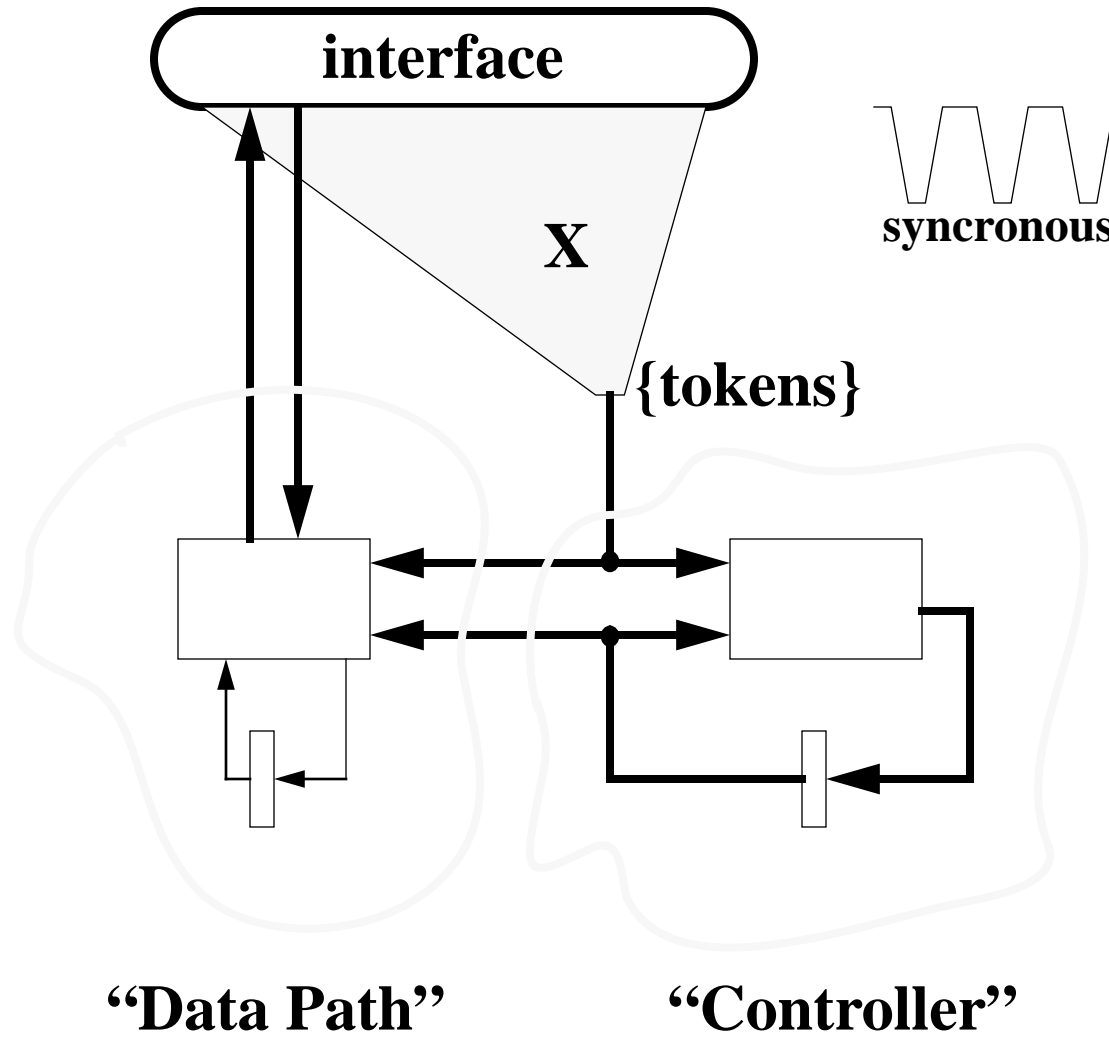 interface
syncronous
X
{tokens}
“Data Path”
“Controller”